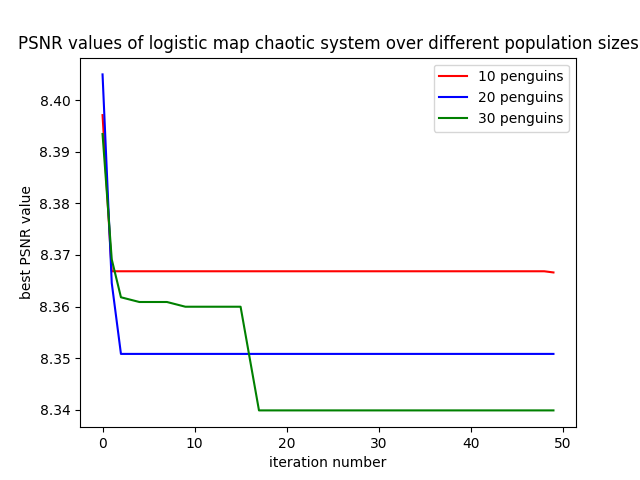 PSNR values of logistic map chaotic system over different population sizes
10 penguins
20 penguins
30 penguins
best PSNR value
8.40
8.39
8.38
8.37
8.36
8.35
8.34
0 10 20 30 40 50
iteration number